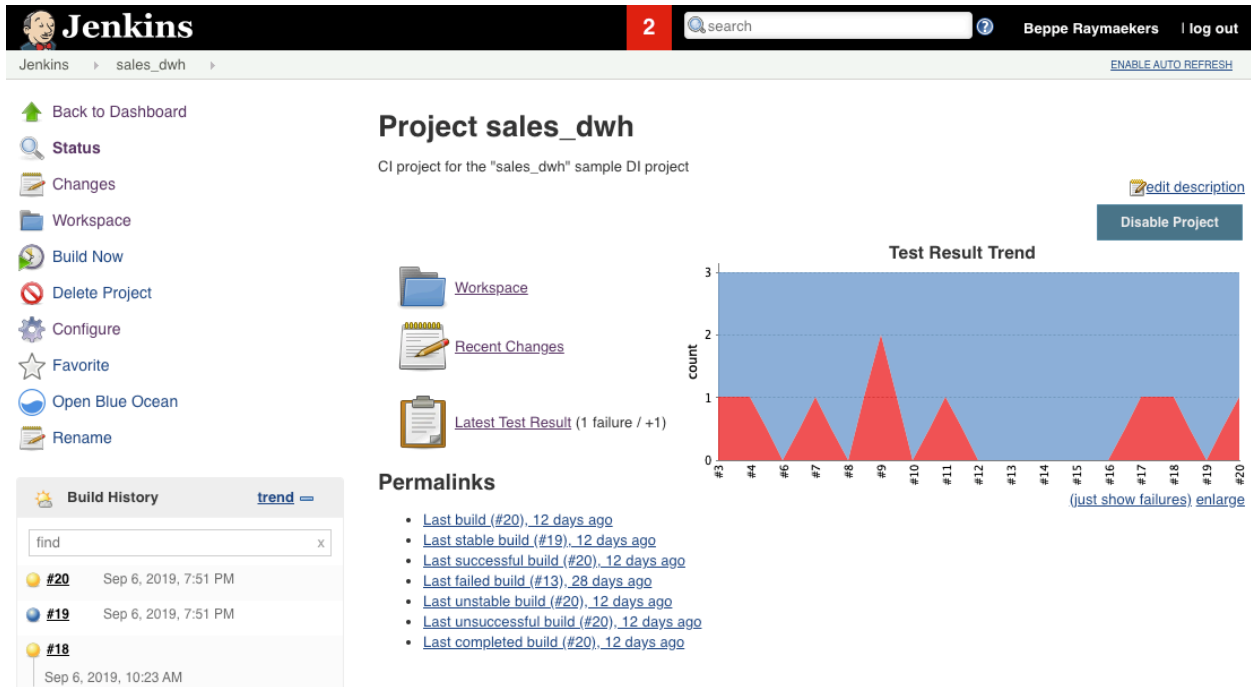 Jenkins
2
search
?
Beppe Raymaekers
| log out
Jenkins
sales_dwh
ENABLE AUTO REFRESH
Back to Dashboard
Status
Changes
Workspace
Build Now
Delete Project
Configure
Favorite
Open Blue Ocean
Rename
Build History
trend
find
x
#20 Sep 6, 2019, 7:51 PM
#19 Sep 6, 2019, 7:51 PM
#18
Sep 6, 2019, 10:23 AM
Project sales_dwh
CI project for the "sales_dwh" sample DI project
edit description
Disable Project
Workspace
Recent Changes
Latest Test Result (1 failure / +1)
Test Result Trend
count
3
2
1
0
#3 #4 #6 #7 #8 #9 #10 #11 #12 #13 #14 #15 #16 #17 #18 #19 #20
(just show failures) enlarge
Permalinks
• Last build (#20), 12 days ago
• Last stable build (#19), 12 days ago
• Last successful build (#20), 12 days ago
• Last failed build (#13), 28 days ago
• Last unstable build (#20), 12 days ago
• Last unsuccessful build (#20), 12 days ago
• Last completed build (#20), 12 days ago